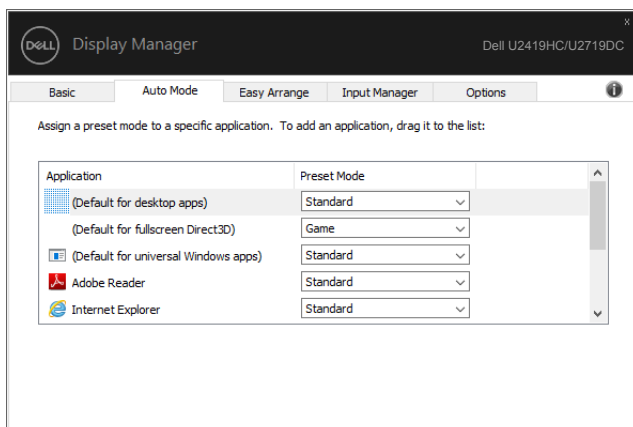 x
DELL Display Manager Dell U2419HC/U2719DC
Basic Auto Mode Easy Arrange Input Manager Options i
Assign a preset mode to a specific application. To add an application, drag it to the list:
Application Preset Mode
(Default for desktop apps) Standard
(Default for fullscreen Direct3D) Game
(Default for universal Windows apps) Standard
Adobe Reader Standard
Internet Explorer Standard